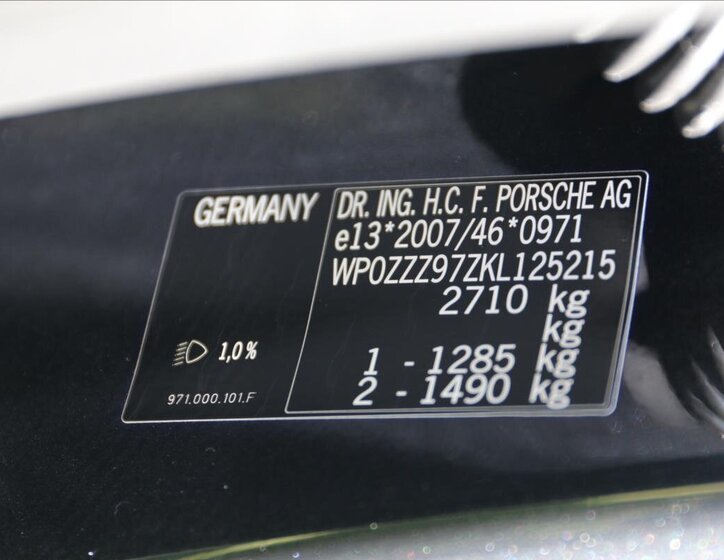 GERMANY
DR. ING. H.C. F. PORSCHE AG
e13*2007/46*0971
WP0ZZZ97ZKL125215
2710 kg
kg
1 - 1285 kg
2 - 1490 kg
1,0%
971.000.101.F